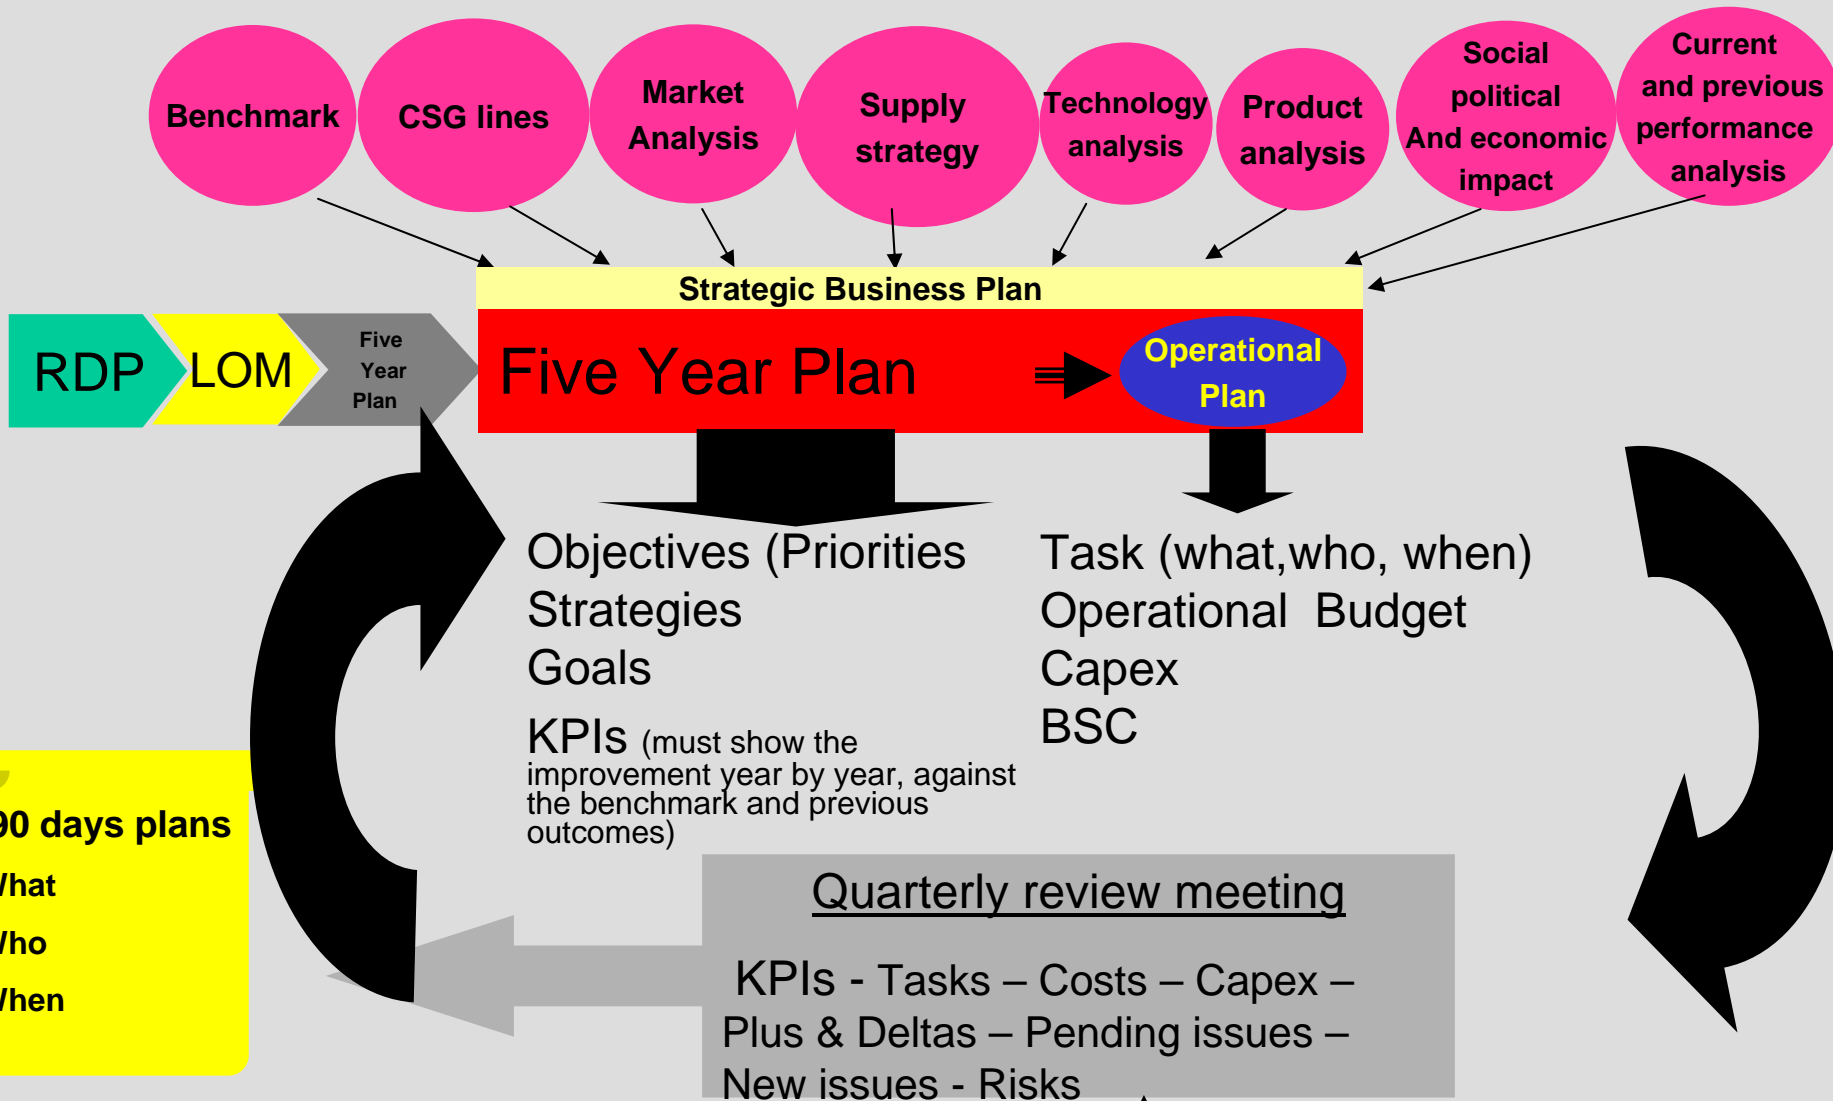 Benchmark
CSG lines
Market
Analysis
Supply
strategy
Technology
analysis
Product
analysis
Social
political
And economic
impact
Current
and previous
performance
analysis
Strategic Business Plan
RDP
LOM
Five
Year
Plan
Five Year Plan
Operational
Plan
Objectives (Priorities
Strategies
Goals
KPIs (must show the
improvement year by year, against
the benchmark and previous
outcomes)
Task (what,who, when)
Operational Budget
Capex
BSC
90 days plans
What
Who
When
Quarterly review meeting
KPIs - Tasks – Costs – Capex –
Plus & Deltas – Pending issues –
New issues - Risks